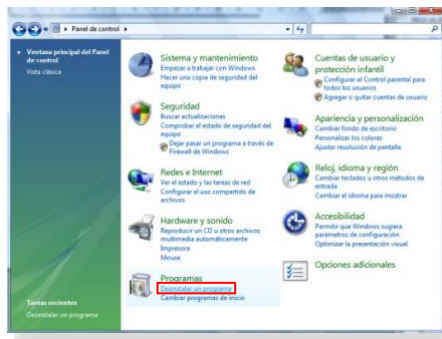 Panel de control
Ventana principal del Panel
de control
Vista clásica
Sistema y mantenimiento
Empezar a trabajar con Windows
Hacer una copia de seguridad del
equipo
Seguridad
Buscar actualizaciones
Comprobar el estado de seguridad del
equipo
Dejar pasar un programa a través de
Firewall de Windows
Redes e Internet
Ver el estado y las tareas de red
Configurar el uso compartido de
archivos
Hardware y sonido
Reproducir un CD u otros archivos
multimedia automáticamente
Impresora
Mouse
Programas
Desinstalar un programa
Cambiar programas de inicio
Cuentas de usuario y
protección infantil
Configurar el Control parental para
todos los usuarios
Agregar o quitar cuentas de usuario
Apariencia y personalización
Cambiar fondo de escritorio
Personalizar los colores
Ajustar resolución de pantalla
Reloj, idioma y región
Cambiar teclados u otros métodos de
entrada
Cambiar el idioma para mostrar
Accesibilidad
Permitir que Windows sugiera
parámetros de configuración
Optimizar la presentación visual
Opciones adicionales
Tareas recientes
Desinstalar un programa